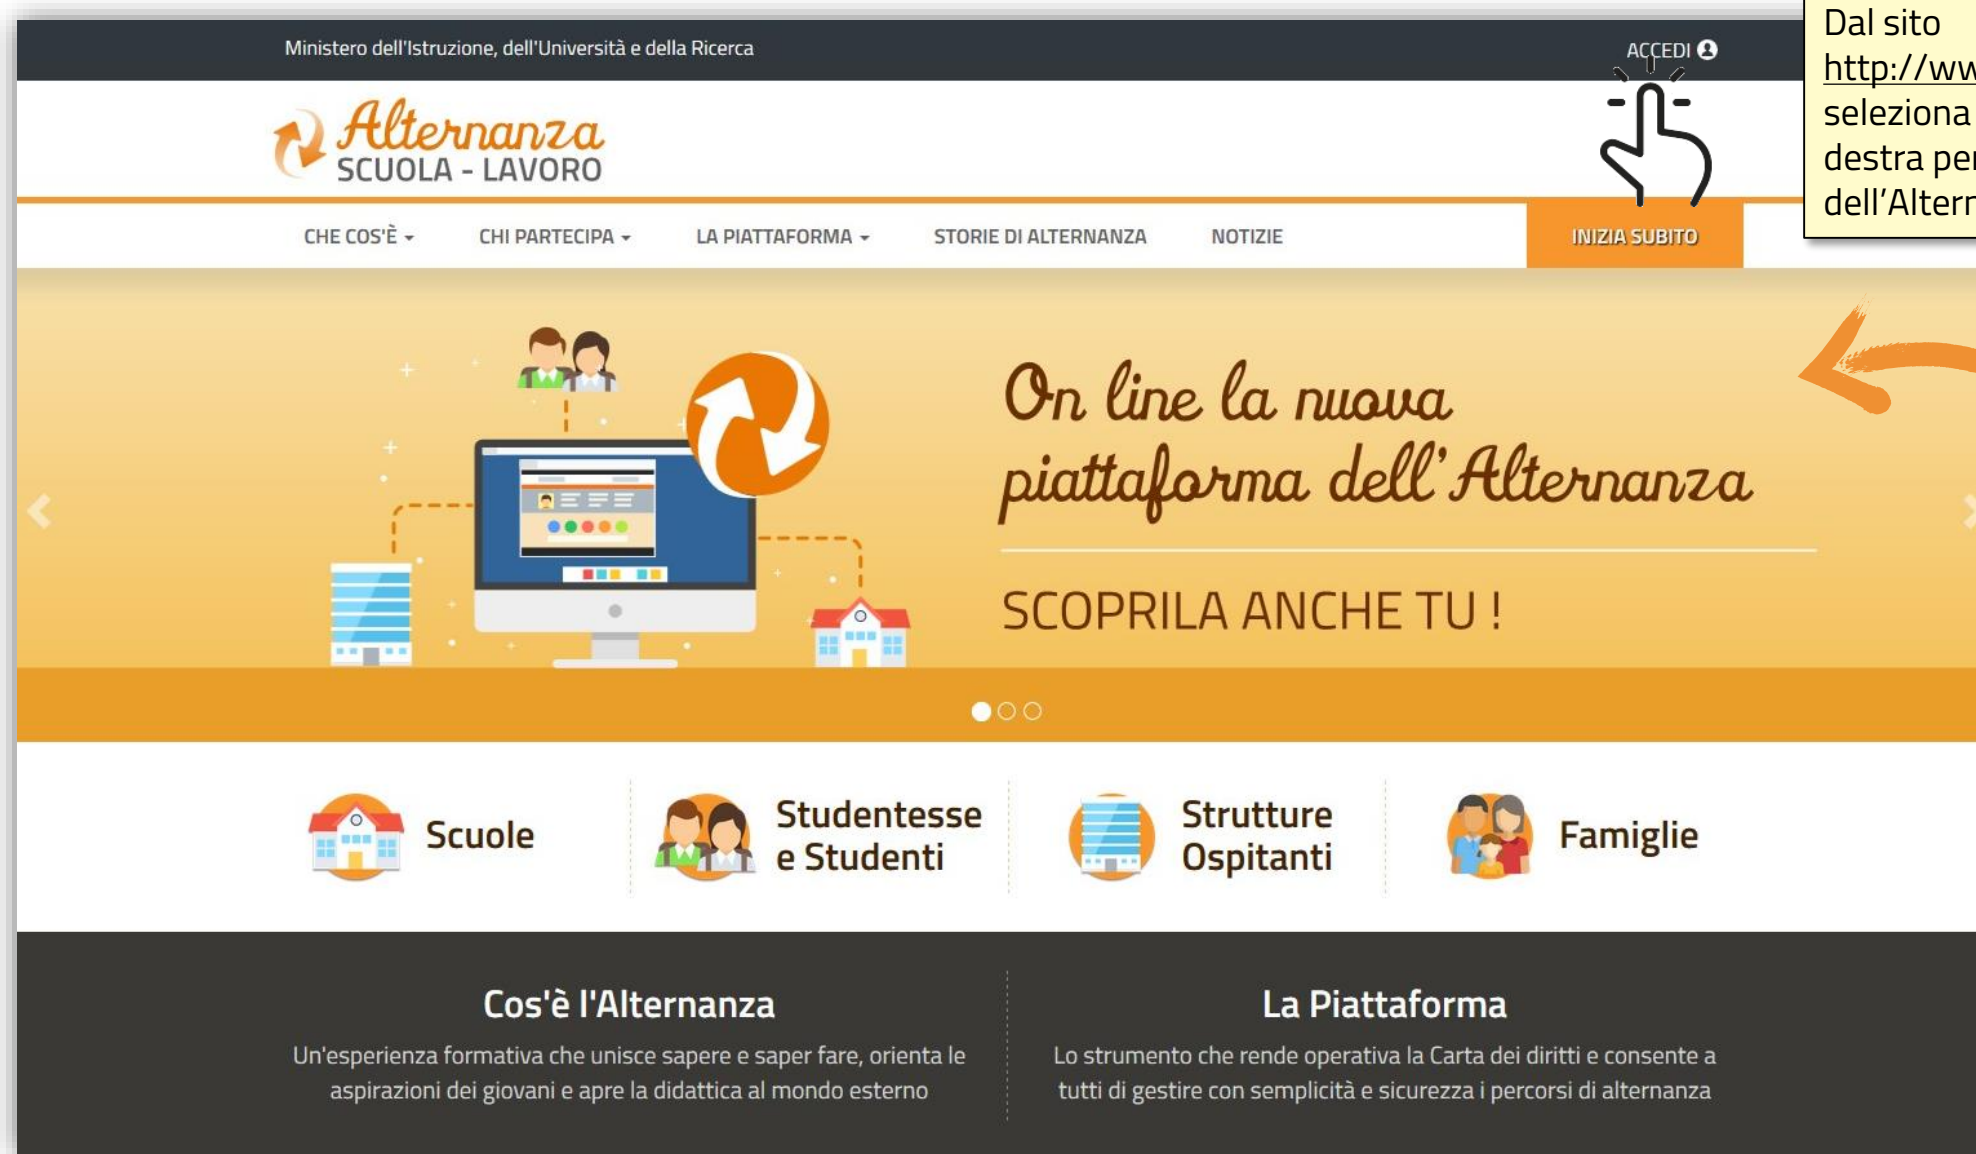 Ministero dell'Istruzione, dell'Università e della Ricerca
ACCEDI
Dal sito
http://ww
seleziona
destra per
dell'Altern
Alternanza
SCUOLA - LAVORO
CHE COS'È
CHI PARTECIPA
LA PIATTAFORMA
STORIE DI ALTERNANZA
NOTIZIE
INIZIA SUBITO
On line la nuova
piattaforma dell'Alternanza
SCOPRILA ANCHE TU !
Scuole
Studentesse
e Studenti
Strutture
Ospitanti
Famiglie
Cos'è l'Alternanza
Un'esperienza formativa che unisce sapere e saper fare, orienta le
aspirazioni dei giovani e apre la didattica al mondo esterno
La Piattaforma
Lo strumento che rende operativa la Carta dei diritti e consente a
tutti di gestire con semplicità e sicurezza i percorsi di alternanza